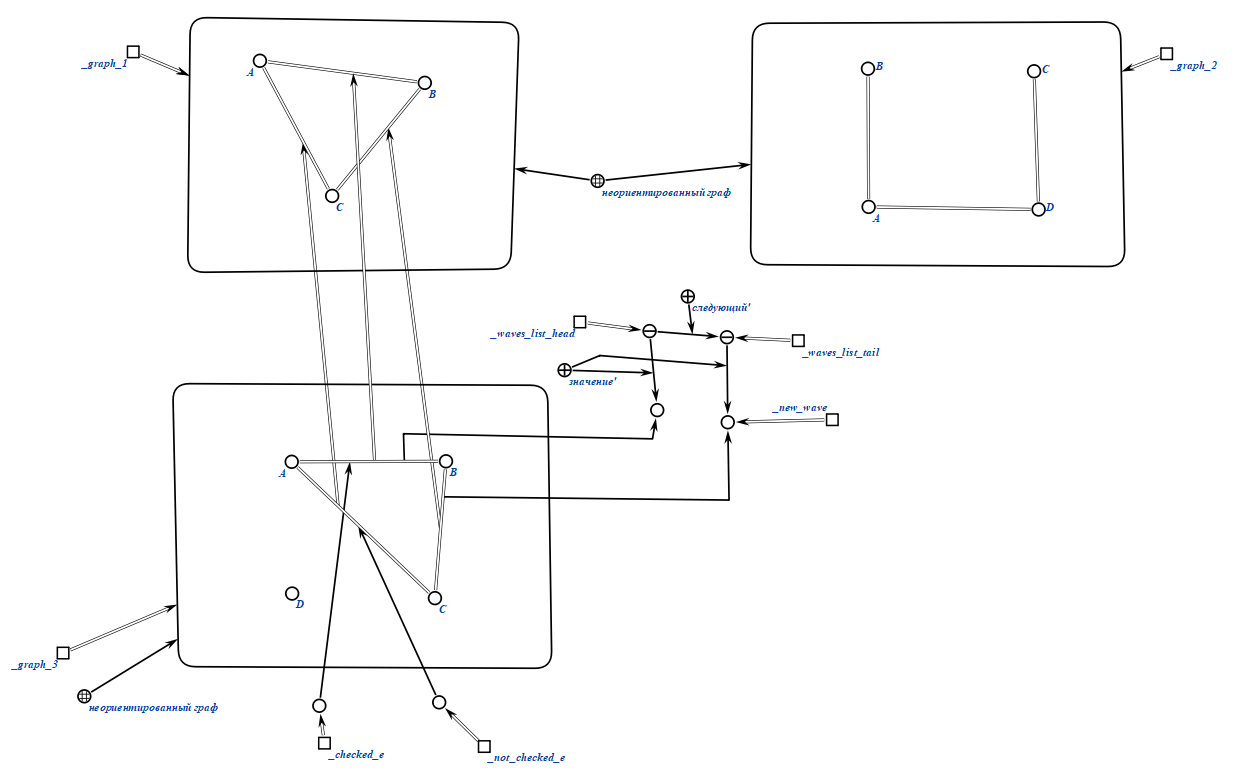 _graph_1
A
B
C
неориентированный граф
B
C
A
D
_graph_2
следующий'
_waves_list_head
_waves_list_tail
значение'
_new_wave
A
B
D
C
_graph_3
неориентированный граф
_checked_e
_not_checked_e